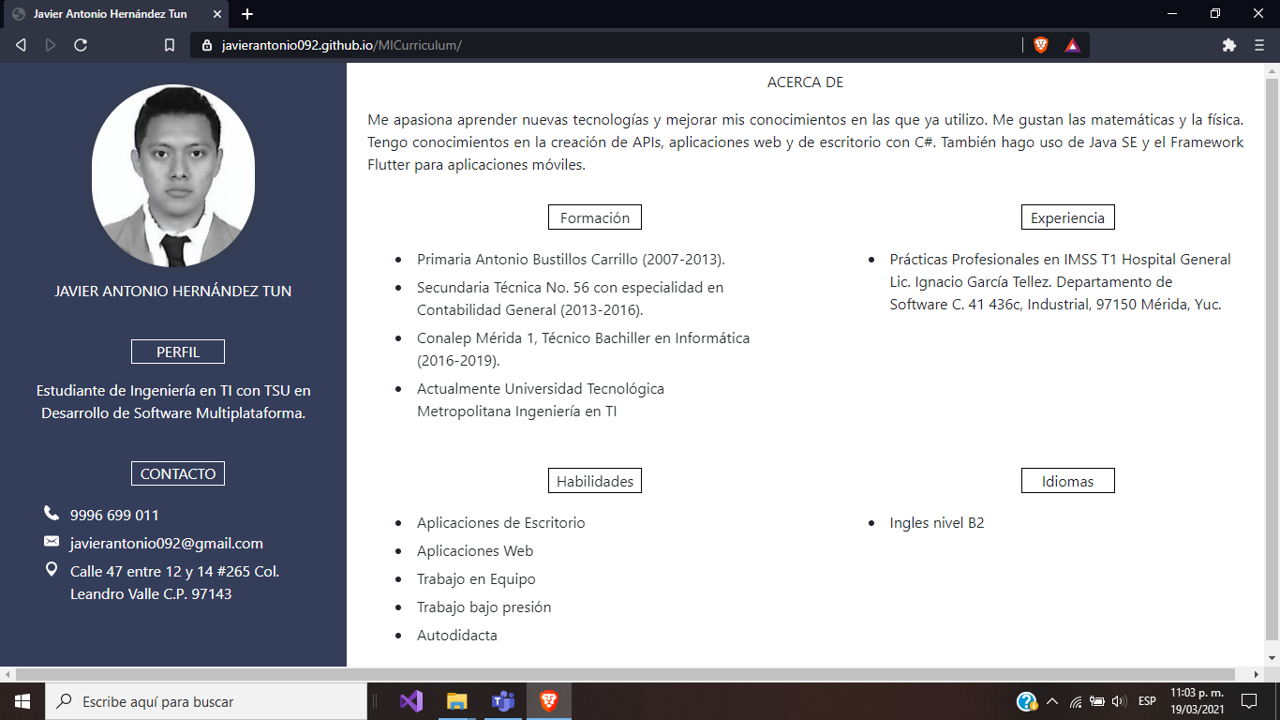 Javier Antonio Hernández Tun
javierantonio092.github.io/MICurriculum/
JAVIER ANTONIO HERNÁNDEZ TUN
PERFIL
Estudiante de Ingeniería en TI con TSU en
Desarrollo de Software Multiplataforma.
CONTACTO
9996 699 011
javierantonio092@gmail.com
Calle 47 entre 12 y 14 #265 Col.
Leandro Valle C.P. 97143
ACERCA DE
Me apasiona aprender nuevas tecnologías y mejorar mis conocimientos en las que ya utilizo. Me gustan las matemáticas y la física.
Tengo conocimientos en la creación de APIs, aplicaciones web y de escritorio con C#. También hago uso de Java SE y el Framework
Flutter para aplicaciones móviles.
Formación
Primaria Antonio Bustillos Carrillo (2007-2013).
Secundaria Técnica No. 56 con especialidad en
Contabilidad General (2013-2016).
Conalep Mérida 1, Técnico Bachiller en Informática
(2016-2019).
Actualmente Universidad Tecnológica
Metropolitana Ingeniería en TI
Experiencia
Prácticas Profesionales en IMSS T1 Hospital General
Lic. Ignacio García Tellez. Departamento de
Software C. 41 436c, Industrial, 97150 Mérida, Yuc.
Habilidades
Aplicaciones de Escritorio
Aplicaciones Web
Trabajo en Equipo
Trabajo bajo presión
Autodidacta
Idiomas
Ingles nivel B2
Escribe aquí para buscar
ESP
11:03 p. m.
19/03/2021